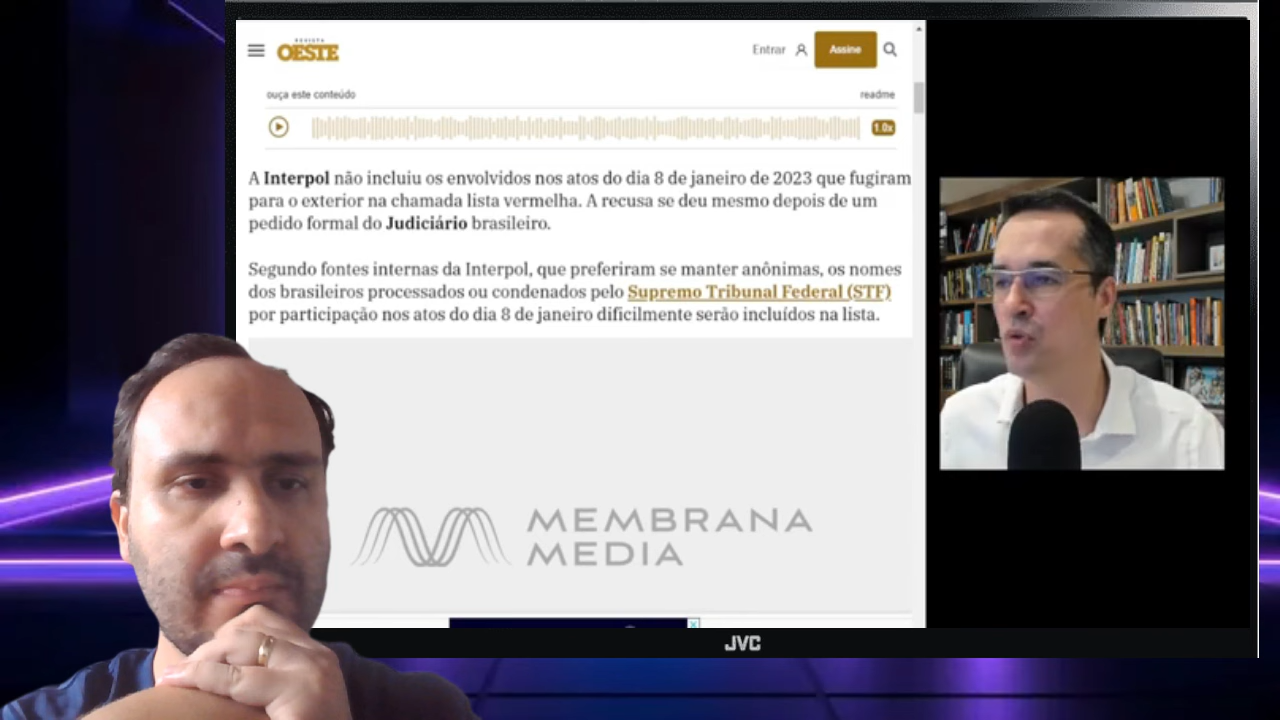 REVISTA
OESTE
Entrar
Assine
ouça este conteúdo
readme
1.0x
A Interpol não incluiu os envolvidos nos atos do dia 8 de janeiro de 2023 que fugiram
para o exterior na chamada lista vermelha. A recusa se deu mesmo depois de um
pedido formal do Judiciário brasileiro.
Segundo fontes internas da Interpol, que preferiram se manter anônimas, os nomes
dos brasileiros processados ou condenados pelo Supremo Tribunal Federal (STF)
por participação nos atos do dia 8 de janeiro dificilmente serão incluídos na lista.
MEMBRANA
MEDIA
JVC